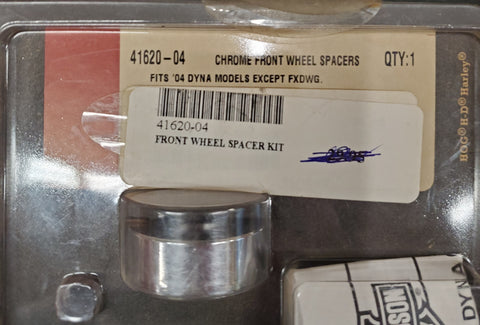 41620-04 CHROME FRONT WHEEL SPACERS QTY:1
FITS '04 DYNA MODELS EXCEPT FXDWG.
41620-04
FRONT WHEEL SPACER KIT
HOG® H-D® Harley®
DYNA